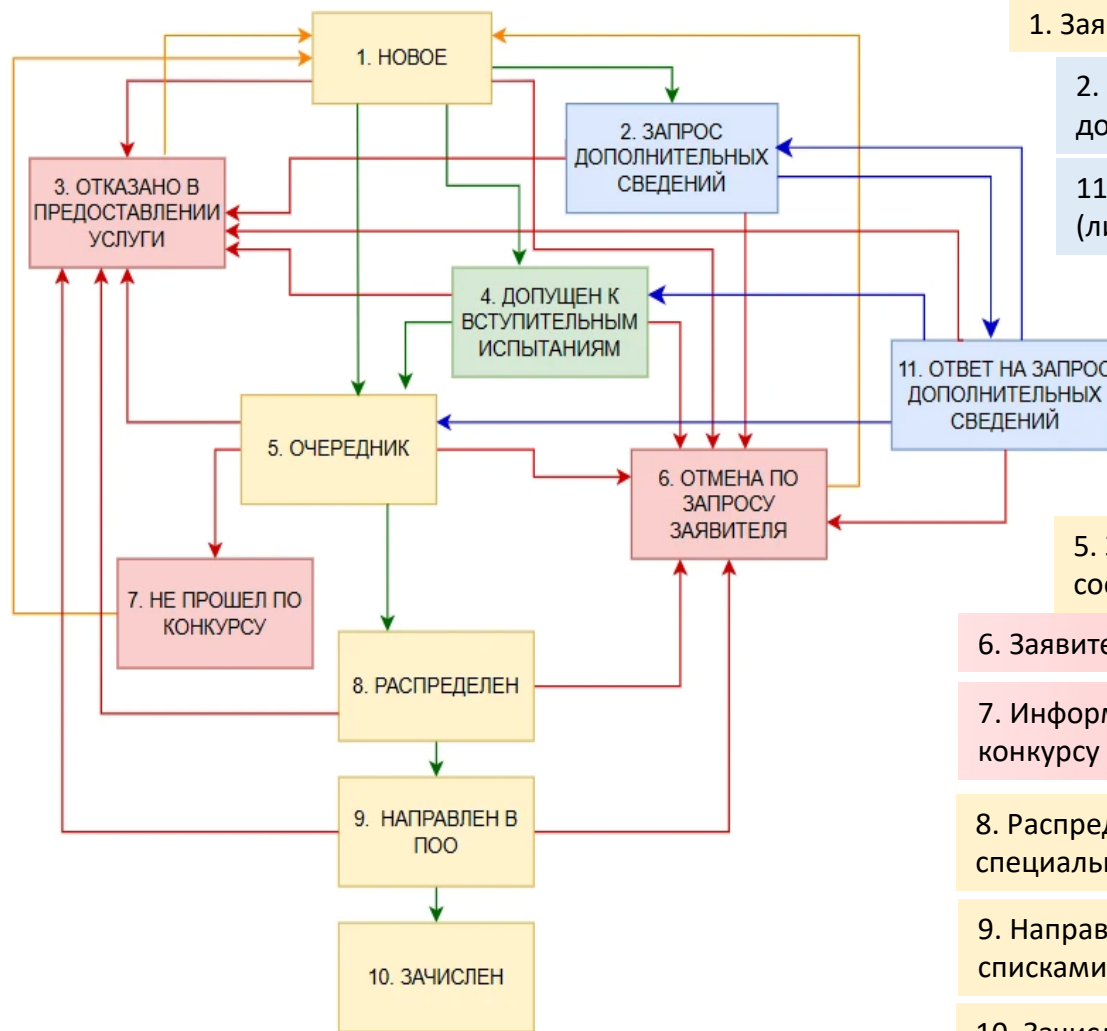 1. НОВОЕ
2. ЗАПРОС
ДОПОЛНИТЕЛЬНЫХ
СВЕДЕНИЙ
3. ОТКАЗАНО В
ПРЕДОСТАВЛЕНИИ
УСЛУГИ
4. ДОПУЩЕН К
ВСТУПИТЕЛЬНЫМ
ИСПЫТАНИЯМ
11. ОТВЕТ НА ЗАПРОС
ДОПОЛНИТЕЛЬНЫХ
СВЕДЕНИЙ
5. ОЧЕРЕДНИК
6. ОТМЕНА ПО
ЗАПРОСУ
ЗАЯВИТЕЛЯ
7. НЕ ПРОШЕЛ ПО
КОНКУРСУ
8. РАСПРЕДЕЛЕН
9. НАПРАВЛЕН В
ПОО
10. ЗАЧИСЛЕН
1.
2.
11
5.
6.
7.
конкурсу
8.
9.
списками
10.